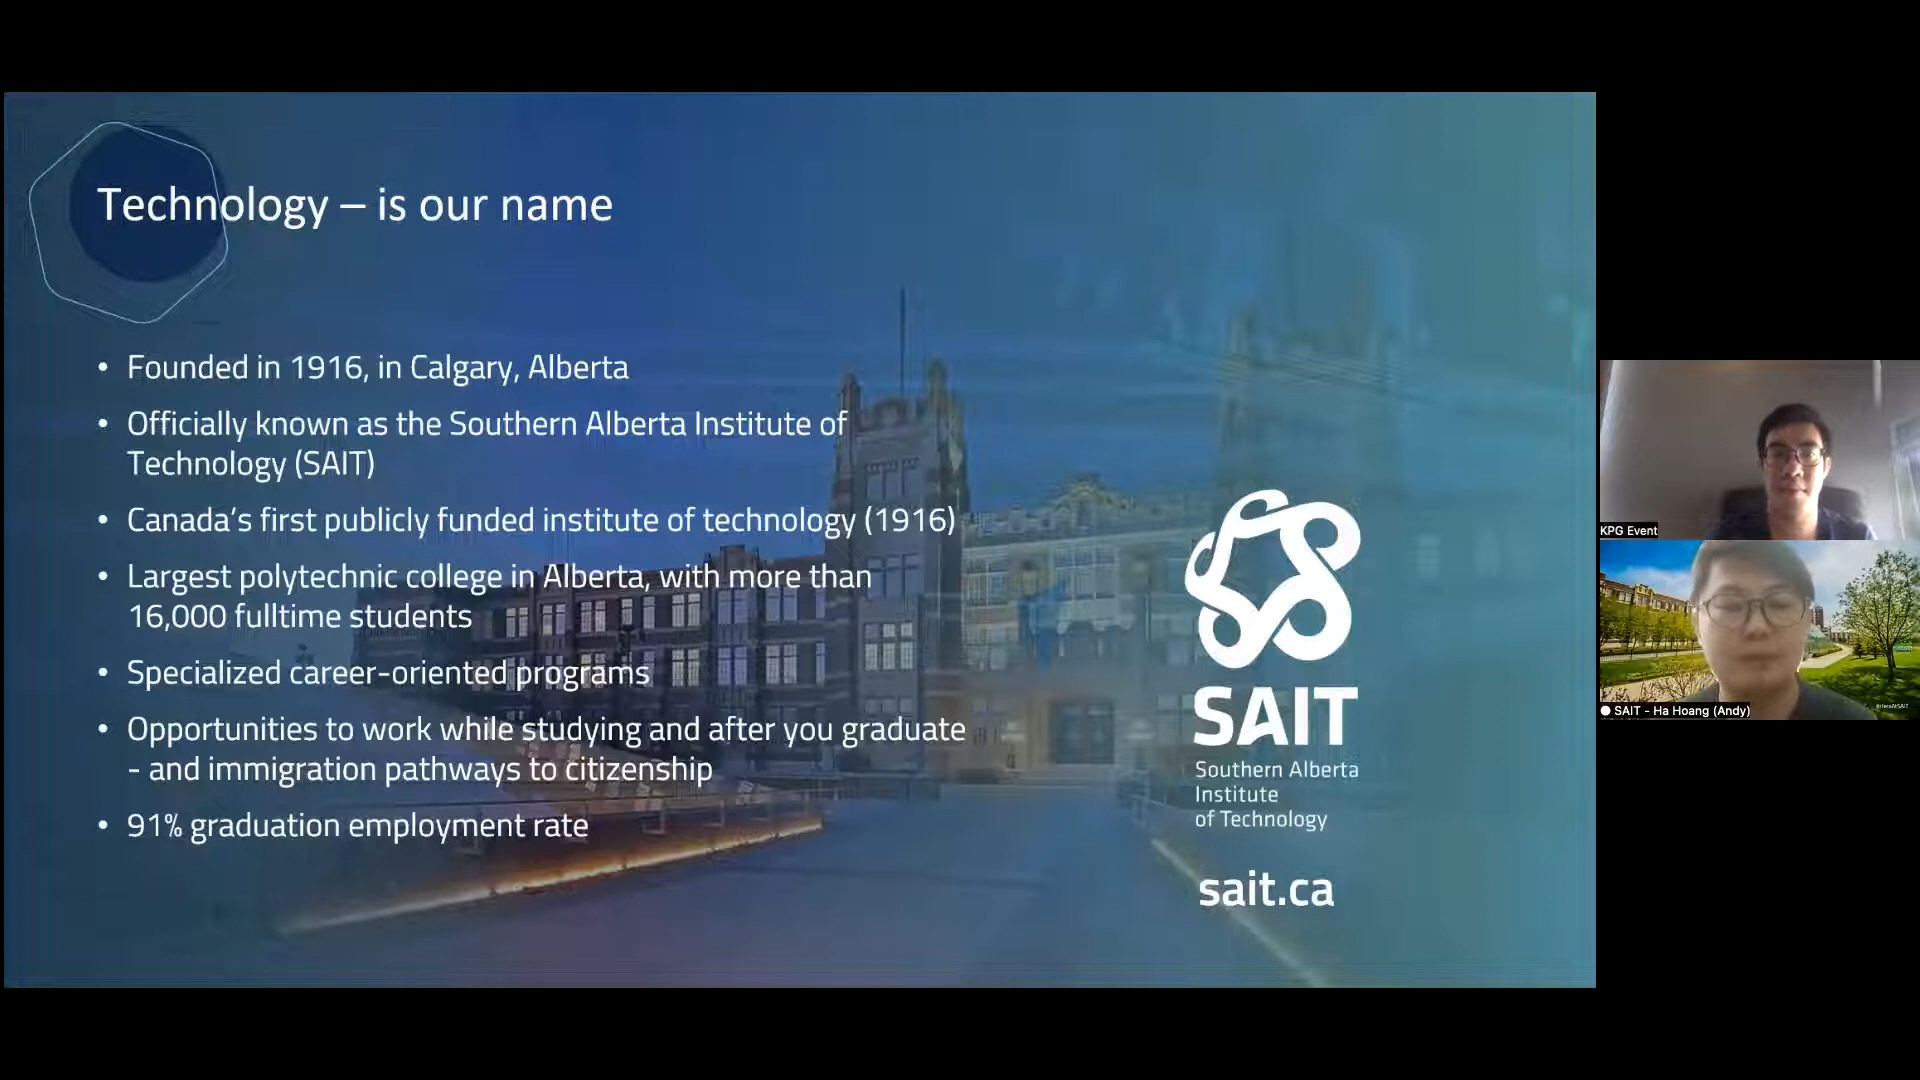 Technology – is our name
• Founded in 1916, in Calgary, Alberta
• Officially known as the Southern Alberta Institute of
Technology (SAIT)
• Canada’s first publicly funded institute of technology (1916)
• Largest polytechnic college in Alberta, with more than
16,000 fulltime students
• Specialized career-oriented programs
• Opportunities to work while studying and after you graduate
- and immigration pathways to citizenship
• 91% graduation employment rate
SAIT
Southern Alberta
Institute
of Technology
sait.ca
KPG Event
SAIT - Ha Hoang (Andy)